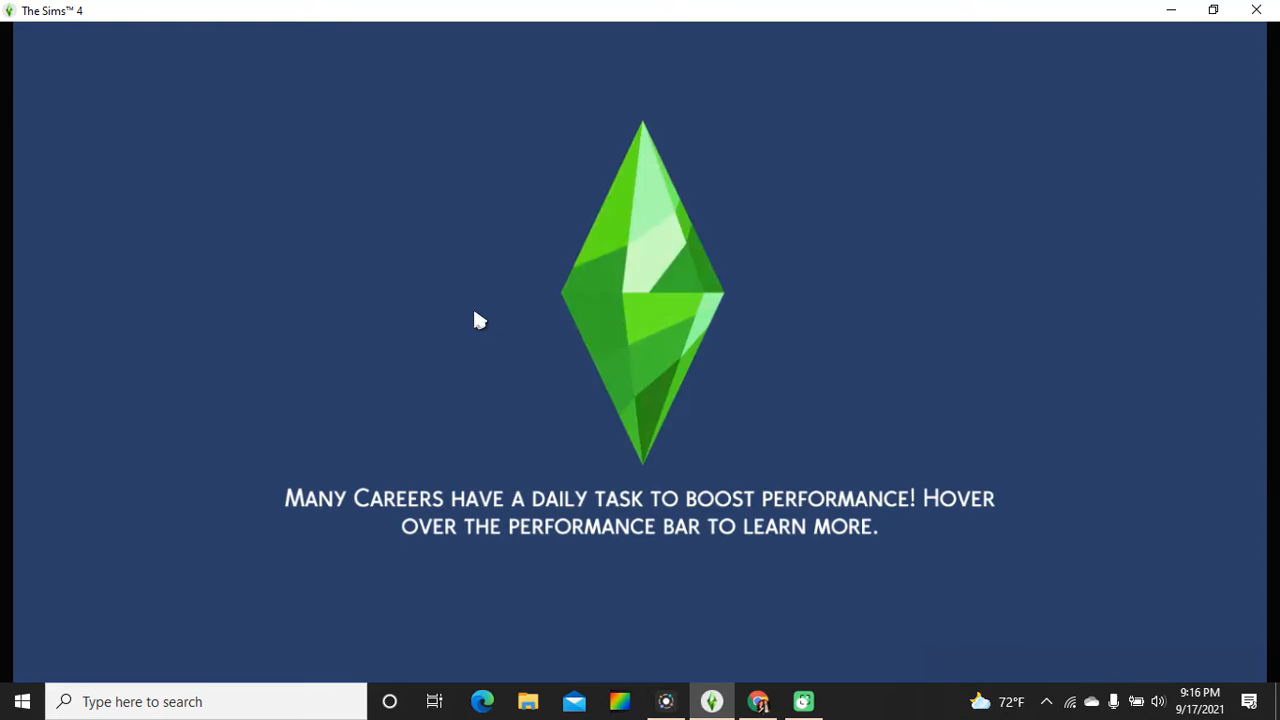 The Sims™ 4
MANY CAREERS HAVE A DAILY TASK TO BOOST PERFORMANCE! HOVER
OVER THE PERFORMANCE BAR TO LEARN MORE.
Type here to search
72°F
9:16 PM
9/17/2021